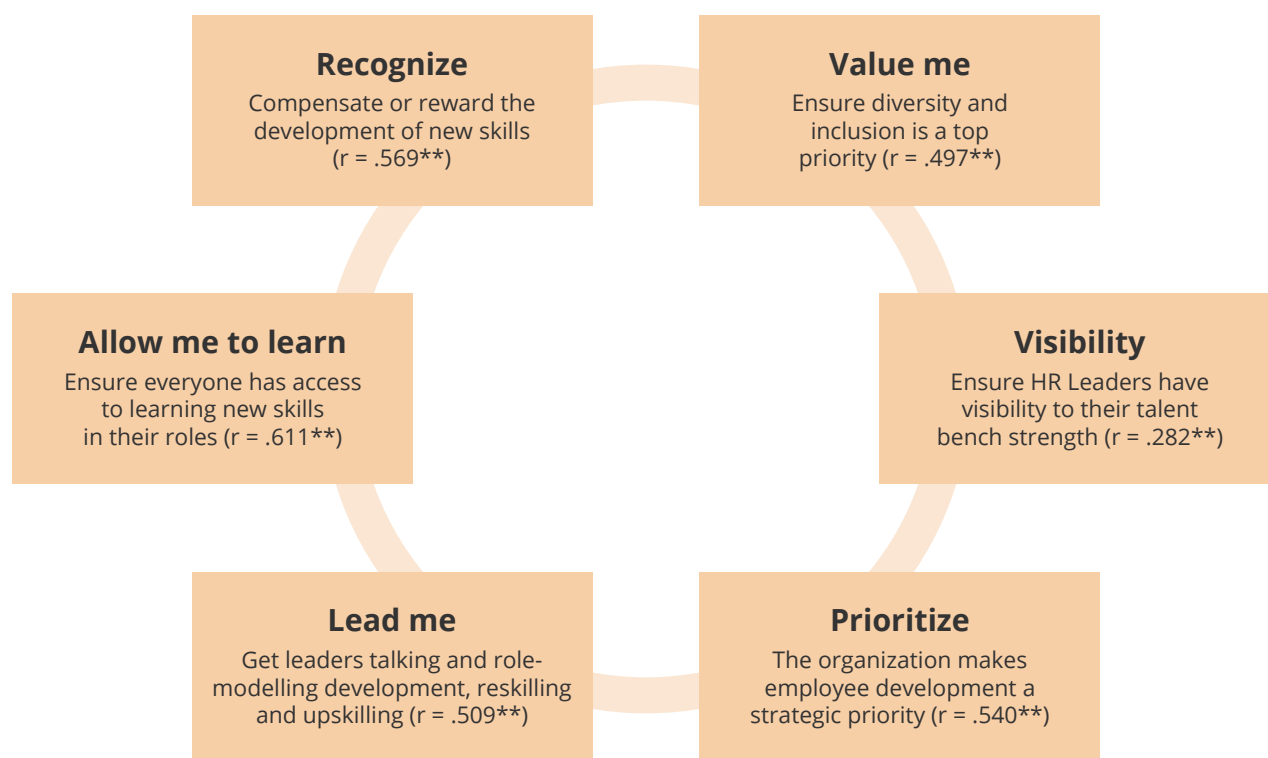 Recognize
Compensate or reward the
development of new skills
(r = .569**)
Value me
Ensure diversity and
inclusion is a top
priority (r = .497**)
Allow me to learn
Ensure everyone has access
to learning new skills
in their roles (r = .611**)
Visibility
Ensure HR Leaders have
visibility to their talent
bench strength (r = .282**)
Lead me
Get leaders talking and role-
modelling development, reskilling
and upskilling (r = .509**)
Prioritize
The organization makes
employee development a
strategic priority (r = .540**)